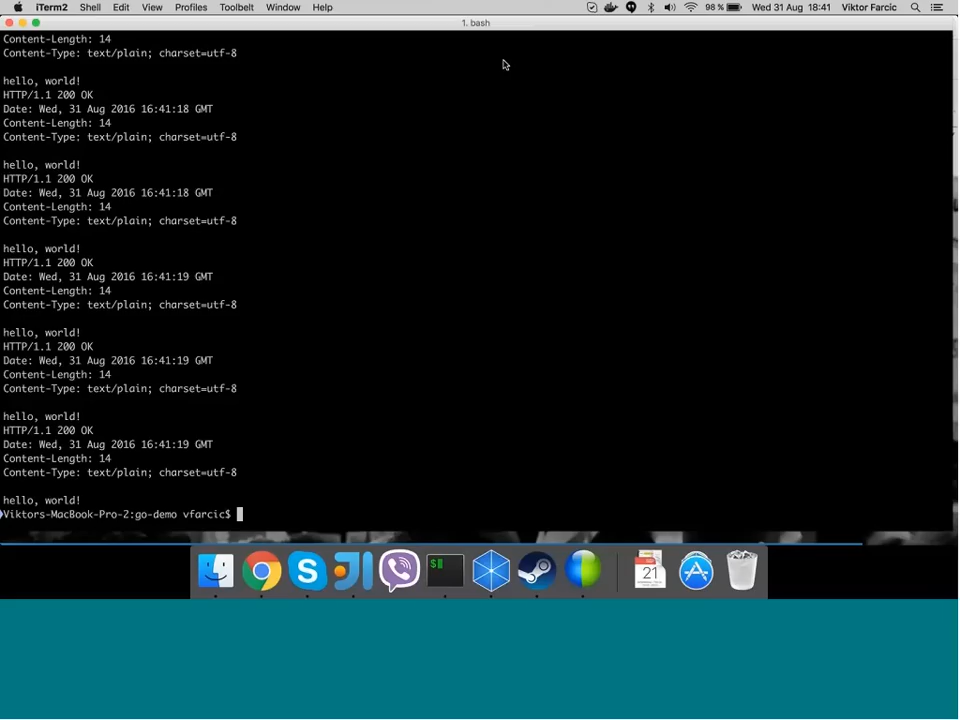 iTerm2 Shell Edit View Profiles Toolbelt Window Help 98 % Wed 31 Aug 18:41 Viktor Farcic
1. bash
Content-Length: 14
Content-Type: text/plain; charset=utf-8
hello, world!
HTTP/1.1 200 OK
Date: Wed, 31 Aug 2016 16:41:18 GMT
Content-Length: 14
Content-Type: text/plain; charset=utf-8
hello, world!
HTTP/1.1 200 OK
Date: Wed, 31 Aug 2016 16:41:18 GMT
Content-Length: 14
Content-Type: text/plain; charset=utf-8
hello, world!
HTTP/1.1 200 OK
Date: Wed, 31 Aug 2016 16:41:19 GMT
Content-Length: 14
Content-Type: text/plain; charset=utf-8
hello, world!
HTTP/1.1 200 OK
Date: Wed, 31 Aug 2016 16:41:19 GMT
Content-Length: 14
Content-Type: text/plain; charset=utf-8
hello, world!
HTTP/1.1 200 OK
Date: Wed, 31 Aug 2016 16:41:19 GMT
Content-Length: 14
Content-Type: text/plain; charset=utf-8
hello, world!
Viktors-MacBook-Pro-2:go-demo vfarcic$
S $ 21